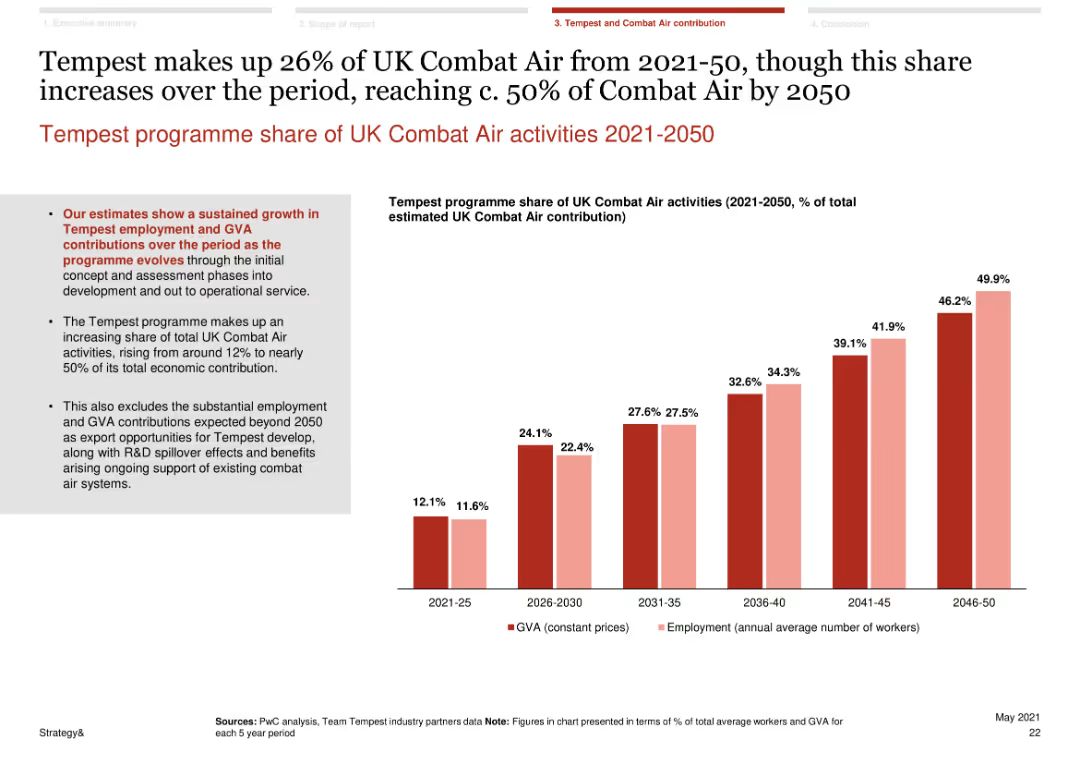 1. Executive summary
2. Scope of report
3. Tempest and Combat Air contribution
4. Conclusion
Tempest makes up 26% of UK Combat Air from 2021-50, though this share
increases over the period, reaching c. 50% of Combat Air by 2050
Tempest programme share of UK Combat Air activities 2021-2050
• Our estimates show a sustained growth in
Tempest employment and GVA
contributions over the period as the
programme evolves through the initial
concept and assessment phases into
development and out to operational service.
• The Tempest programme makes up an
increasing share of total UK Combat Air
activities, rising from around 12% to nearly
50% of its total economic contribution.
• This also excludes the substantial employment
and GVA contributions expected beyond 2050
as export opportunities for Tempest develop,
along with R&D spillover effects and benefits
arising ongoing support of existing combat
air systems.
Tempest programme share of UK Combat Air activities (2021-2050, % of total
estimated UK Combat Air contribution)
12.1% 11.6%
24.1% 22.4%
27.6% 27.5%
32.6% 34.3%
39.1% 41.9%
46.2% 49.9%
2021-25 2026-2030 2031-35 2036-40 2041-45 2046-50
GVA (constant prices) Employment (annual average number of workers)
Sources: PwC analysis, Team Tempest industry partners data Note: Figures in chart presented in terms of % of total average workers and GVA for
each 5 year period
Strategy&
May 2021
22